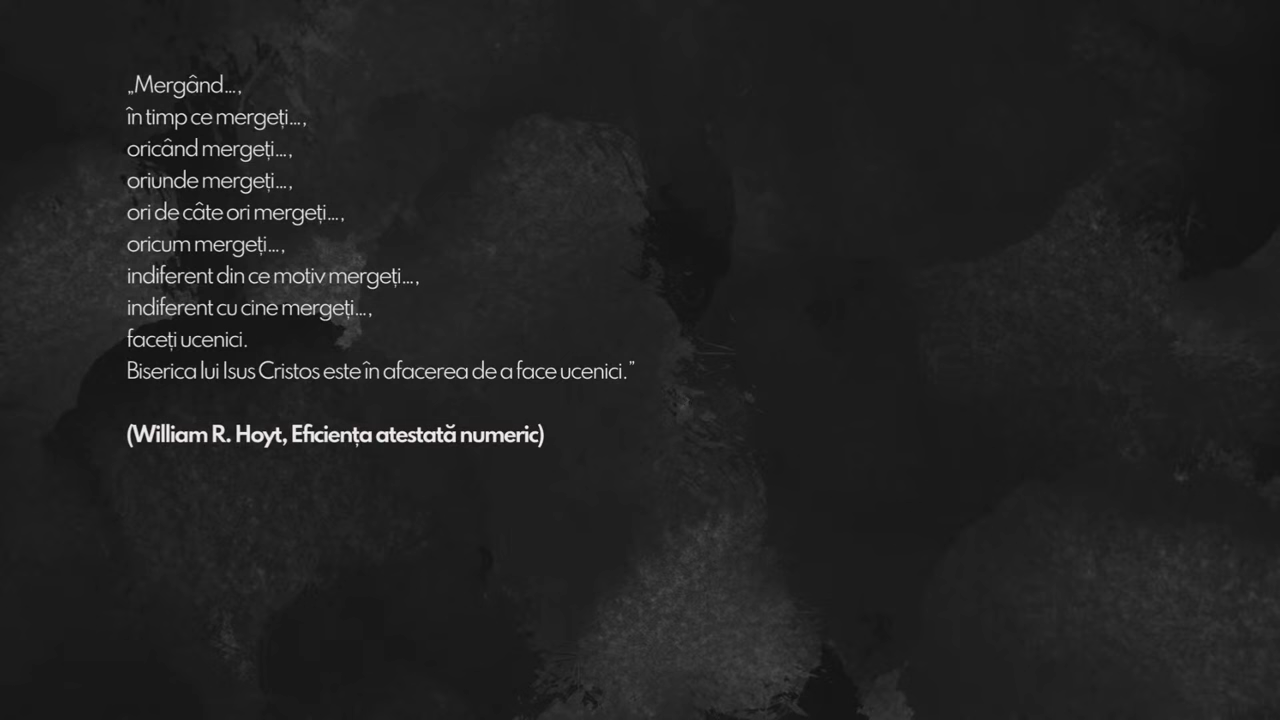 „Mergând...,
în timp ce mergeți...,
oricând mergeți...,
oriunde mergeți...,
ori de câte ori mergeți...,
oricum mergeți...,
indiferent din ce motiv mergeți...,
indiferent cu cine mergeți...,
faceți ucenici.
Biserica lui Isus Cristos este în afacerea de a face ucenici.”
(William R. Hoyt, Eficiența atestată numeric)